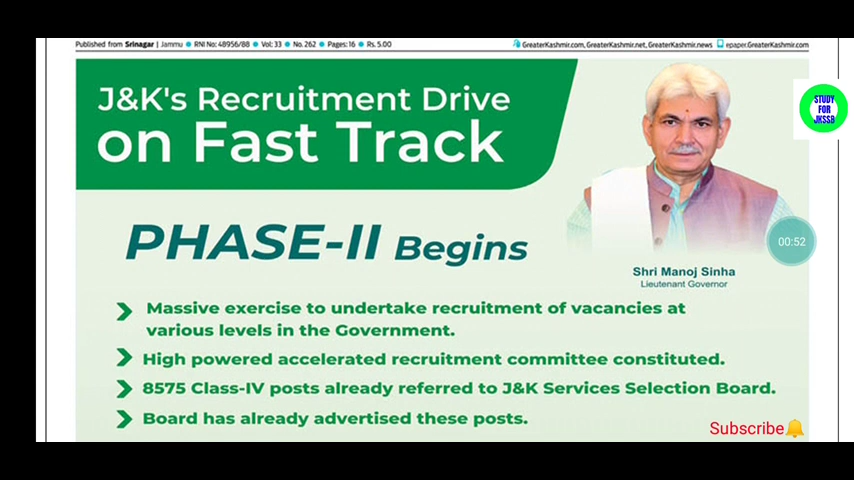 Published from Srinagar | Jammu ● RNI No: 48956/88 ● Vol: 33 ● No. 262 ● Pages: 16 ● Rs. 5.00
GreaterKashmir.com, GreaterKashmir.net, GreaterKashmir.news epaper.GreaterKashmir.com
J&K's Recruitment Drive
on Fast Track
STUDY
FOR
JKSSB
PHASE-II Begins
00:52
Shri Manoj Sinha
Lieutenant Governor
Massive exercise to undertake recruitment of vacancies at
various levels in the Government.
High powered accelerated recruitment committee constituted.
8575 Class-IV posts already referred to J&K Services Selection Board.
Board has already advertised these posts.
Subscribe🔔